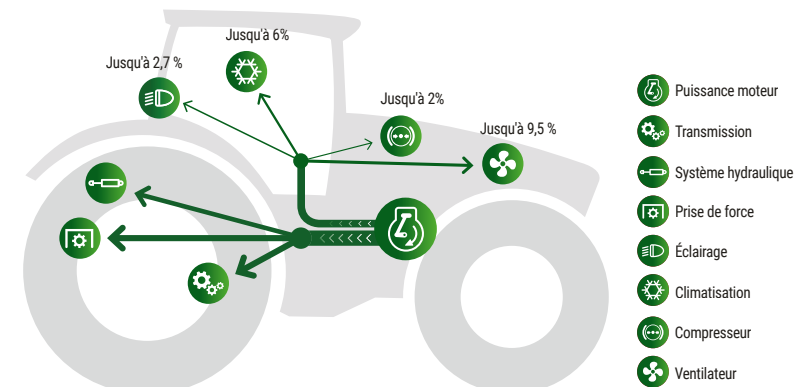 Jusqu'à 6%
Jusqu'à 2,7 %
Jusqu'à 2%
Jusqu'à 9,5 %
Puissance moteur
Transmission
Système hydraulique
Prise de force
Éclairage
Climatisation
Compresseur
Ventilateur